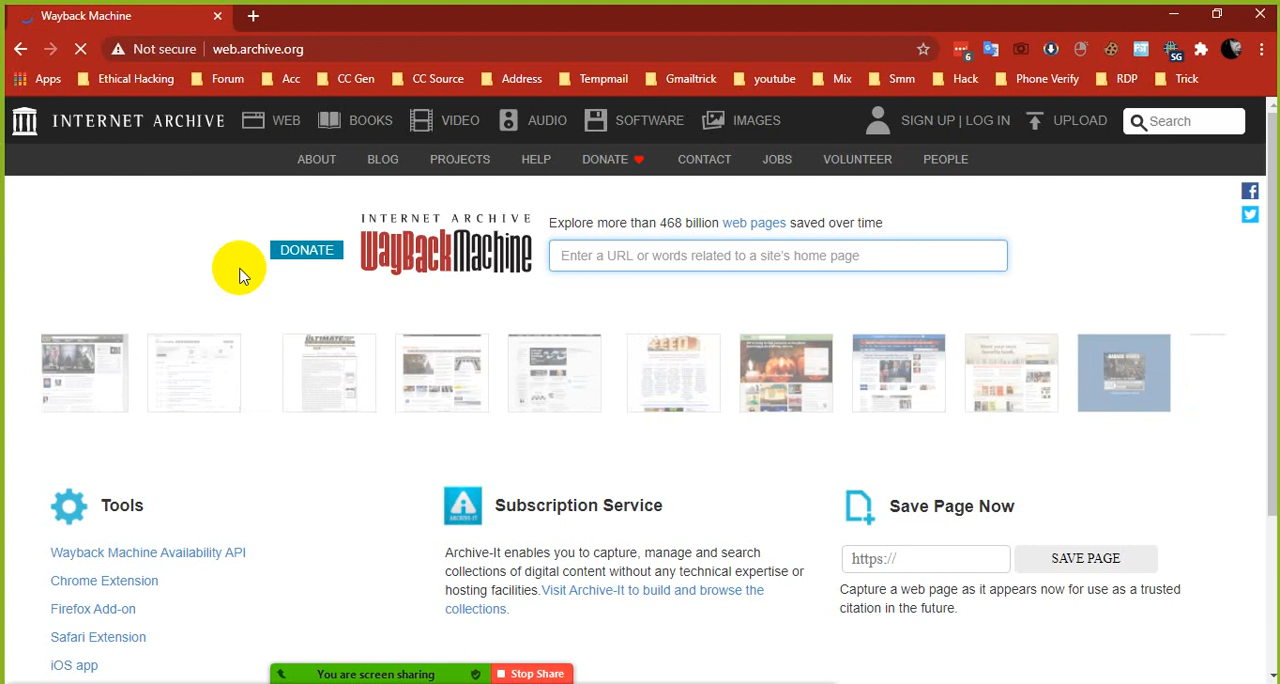 Wayback Machine
Not secure web.archive.org
6
SG
Apps Ethical Hacking Forum Acc CC Gen CC Source Address Tempmail Gmailtrick youtube Mix Smm Hack Phone Verify RDP Trick
INTERNET ARCHIVE WEB BOOKS VIDEO AUDIO SOFTWARE IMAGES SIGN UP | LOG IN UPLOAD Search
ABOUT BLOG PROJECTS HELP DONATE CONTACT JOBS VOLUNTEER PEOPLE
INTERNET ARCHIVE
WayBackMachine
DONATE
Explore more than 468 billion web pages saved over time
Enter a URL or words related to a site's home page
Tools
Wayback Machine Availability API
Chrome Extension
Firefox Add-on
Safari Extension
iOS app
ARCHIVE-IT
Subscription Service
Archive-It enables you to capture, manage and search
collections of digital content without any technical expertise or
hosting facilities.Visit Archive-It to build and browse the
collections.
Save Page Now
https:// SAVE PAGE
Capture a web page as it appears now for use as a trusted
citation in the future.
You are screen sharing Stop Share